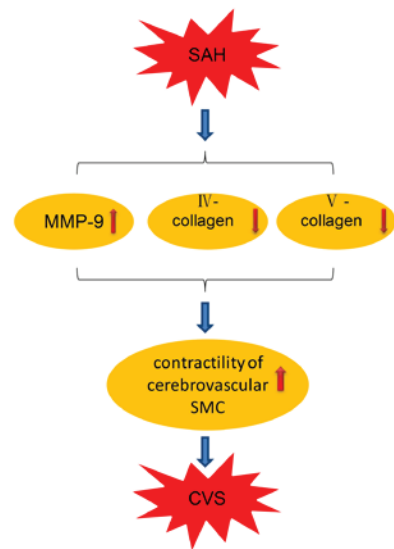 SAH
MMP-9
Ⅳ-
collagen
Ⅴ -
collagen
contractility of
cerebrovascular
SMC
CVS